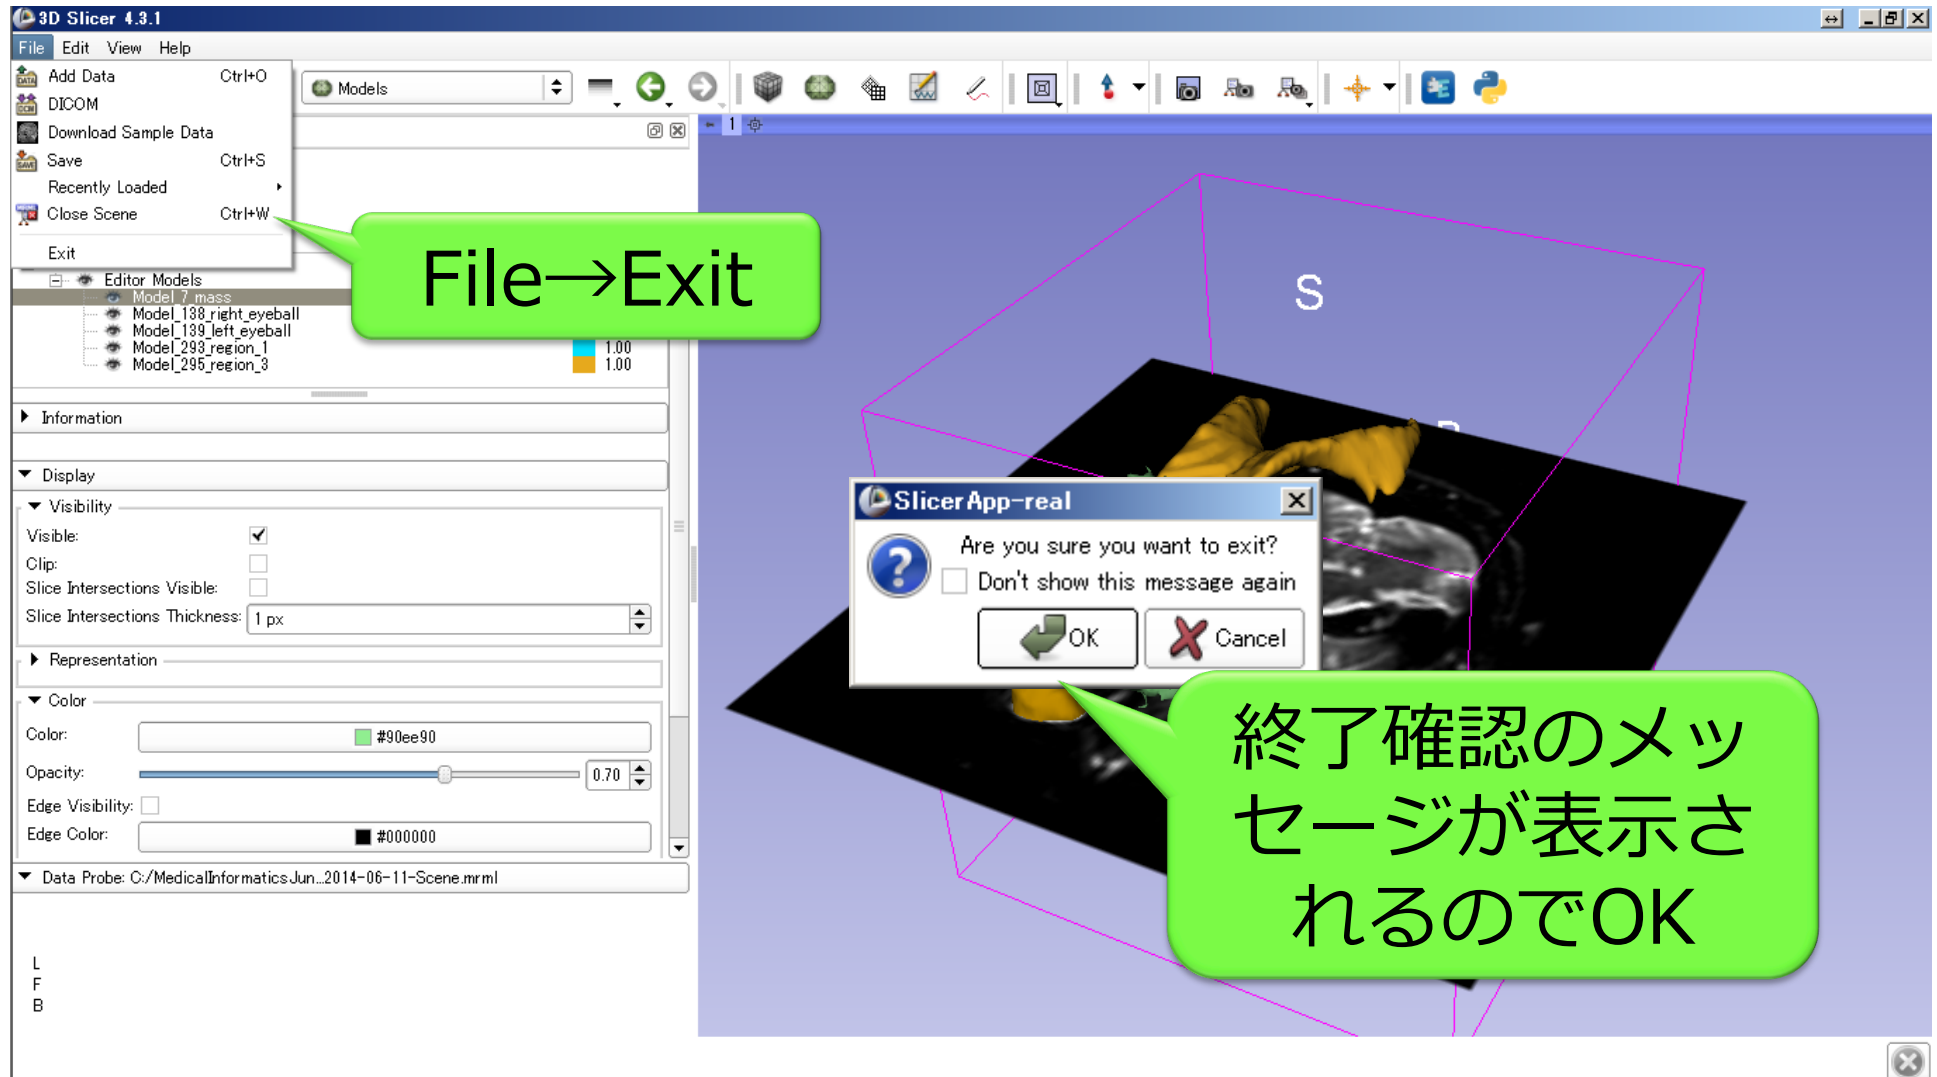 3D Slicer 4.3.1
File Edit View Help
Add Data Ctrl+O
DICOM
Download Sample Data
Save Ctrl+S
Recently Loaded
Close Scene Ctrl+W
Exit
Models
1
File→Exit
Editor Models
Model_7_mass
Model_138_right_eyeball
Model_139_left_eyeball
Model_293_region_1 1.00
Model_295_region_3 1.00
Information
Display
Visibility
Visible:
Clip:
Slice Intersections Visible:
Slice Intersections Thickness: 1 px
Representation
Color
Color: #90ee90
Opacity: 0.70
Edge Visibility:
Edge Color: #000000
Data Probe: C:/MedicalInformaticsJun...2014-06-11-Scene.mrml
L
F
B
S
SlicerApp-real
Are you sure you want to exit?
Don't show this message again
OK Cancel
終了確認のメッ
セージが表示さ
れるのでOK